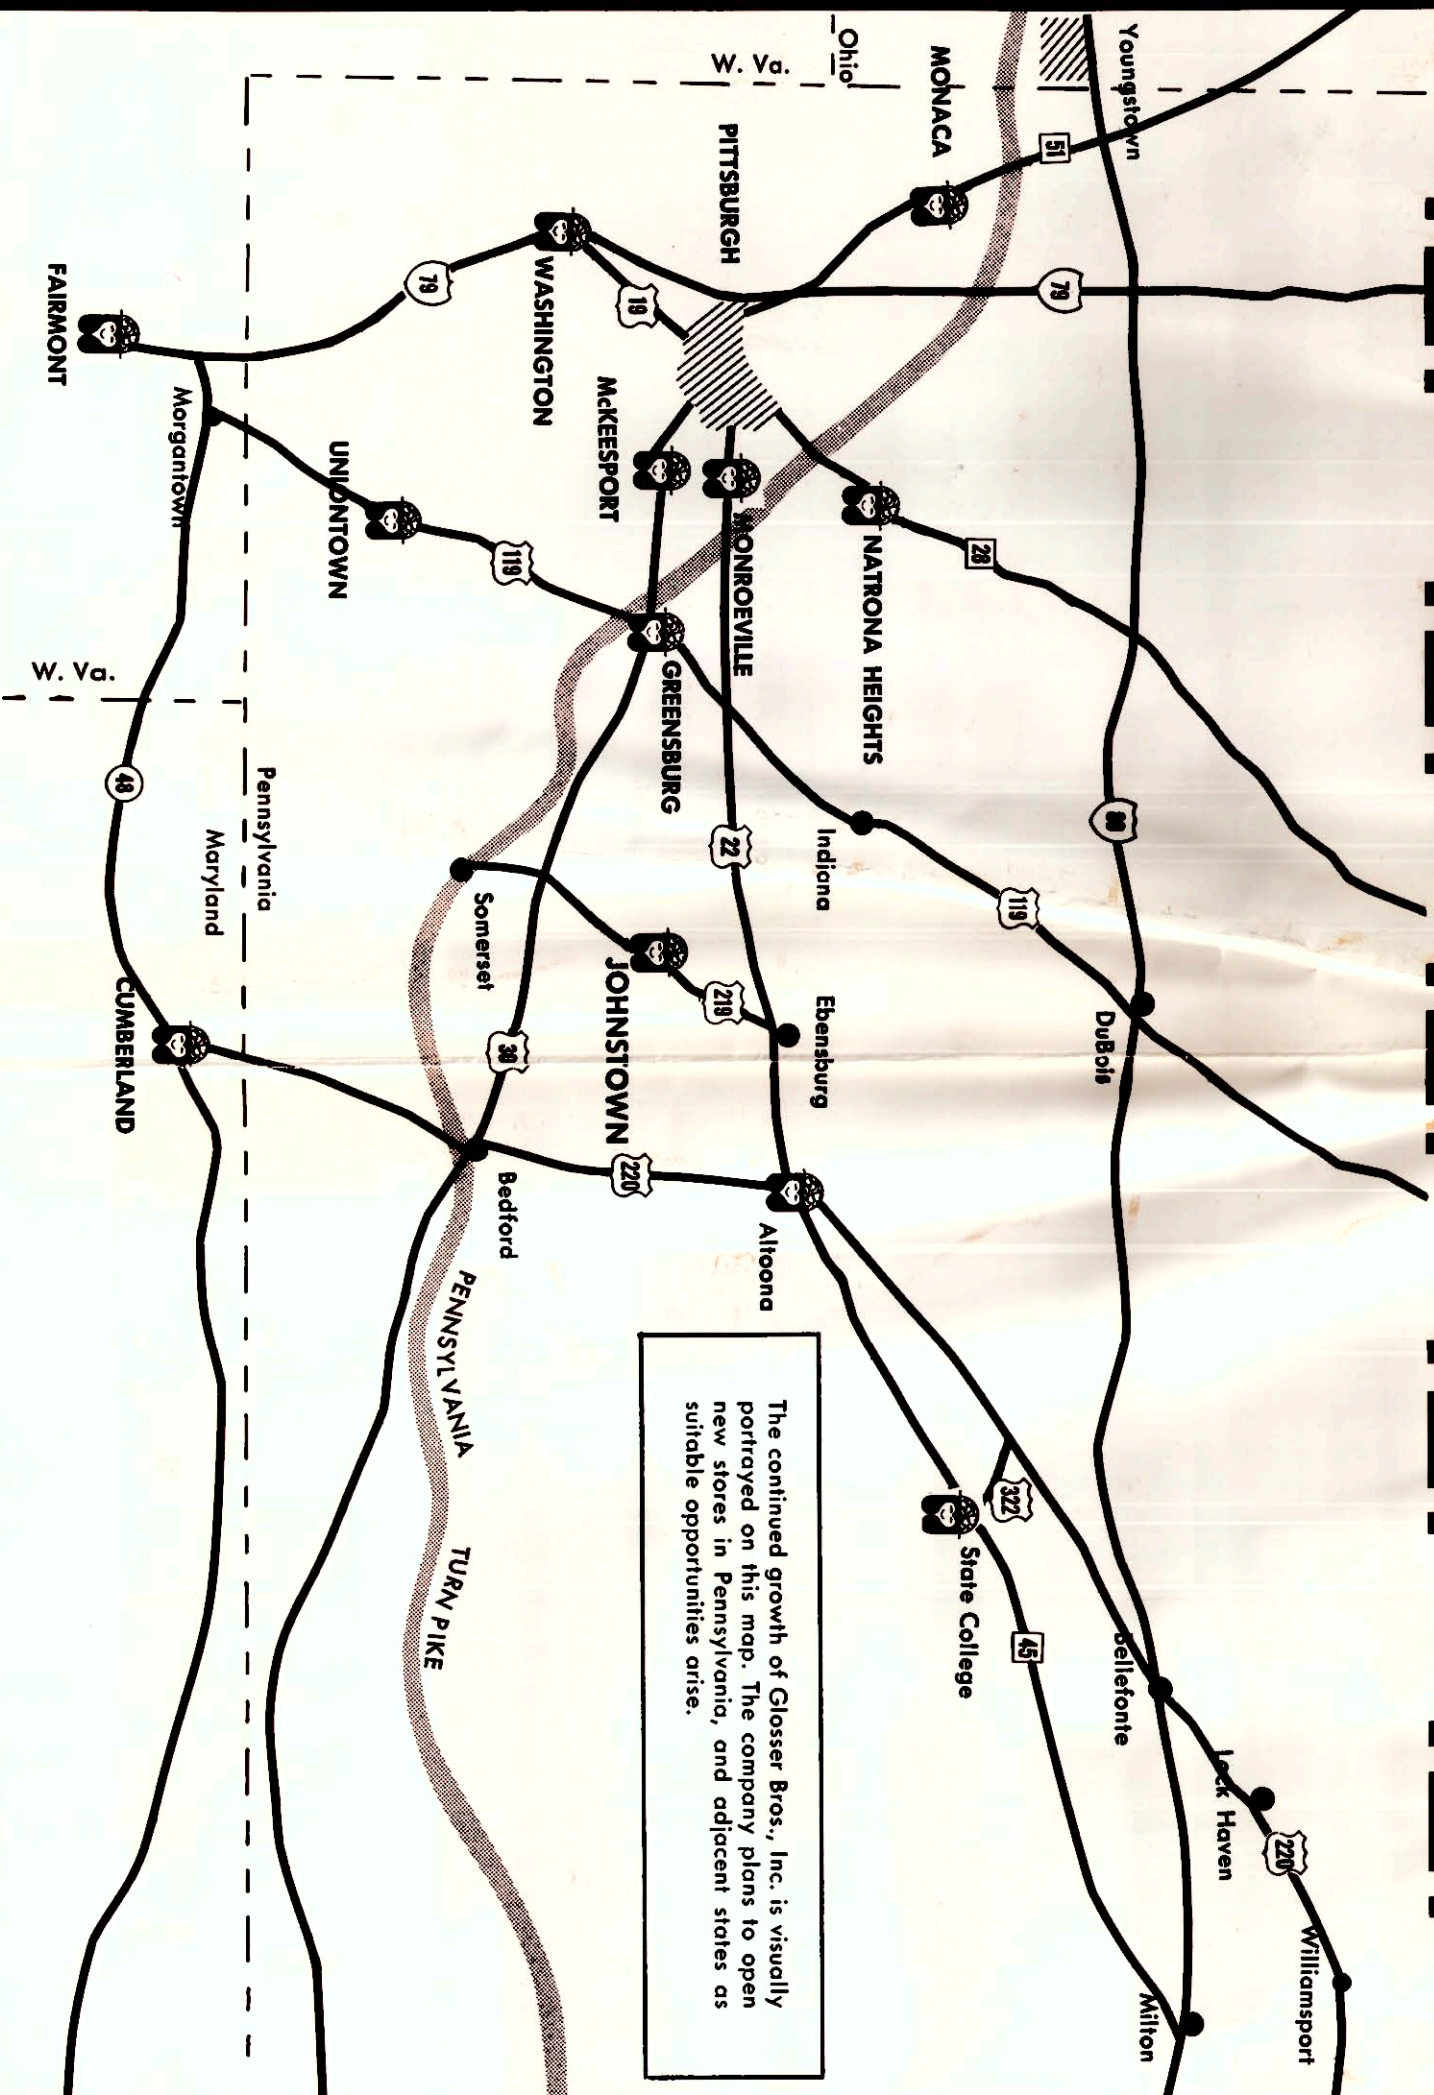 Youngstown
Ohio
W. Va.
MONACA
51
PITTSBURGH
79
WASHINGTON
19
79
FAIRMONT
Morgantown
McKEESPORT
UNIONTOWN
119
MONROEVILLE
NATRONA HEIGHTS
28
GREENSBURG
W. Va.
48
Pennsylvania
Maryland
CUMBERLAND
80
22
Indiana
119
DuBois
Somerset
JOHNSTOWN
219
Ebensburg
30
Bedford
220
Altoona
PENNSYLVANIA TURNPIKE
The continued growth of Glosser Bros., Inc. is visually
portrayed on this map. The company plans to open
new stores in Pennsylvania, and adjacent states as
suitable opportunities arise.
322
State College
45
Bellefonte
Lock Haven
220
Williamsport
Milton